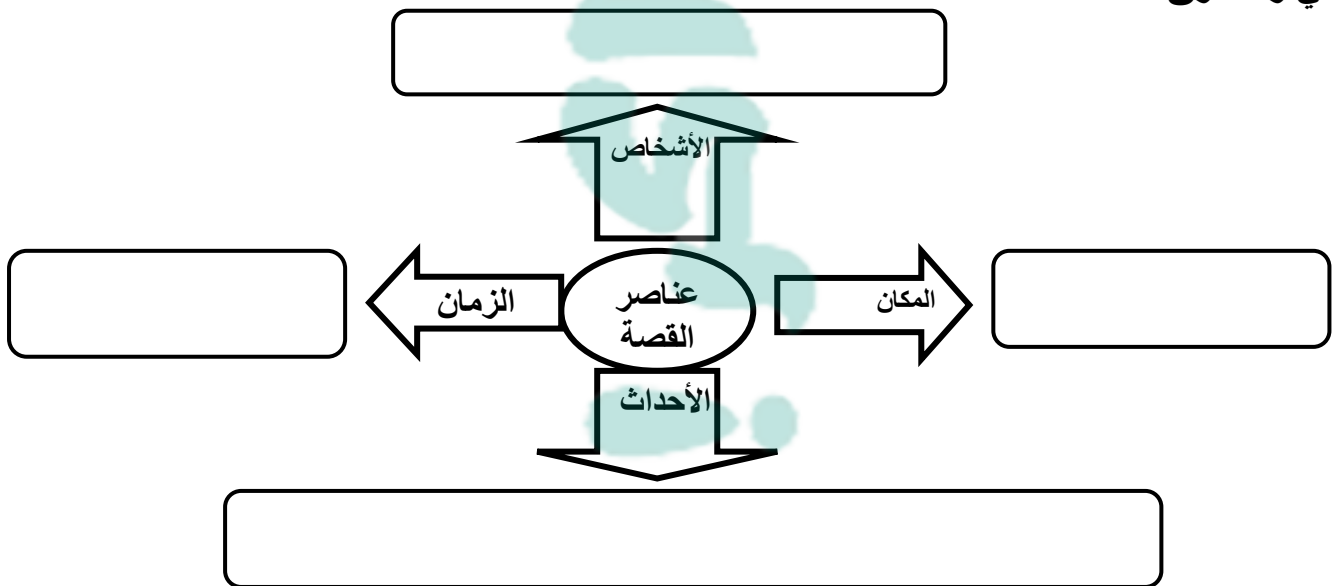 الأشخاص
المكان
عناصر
القصة
الزمان
الأحداث